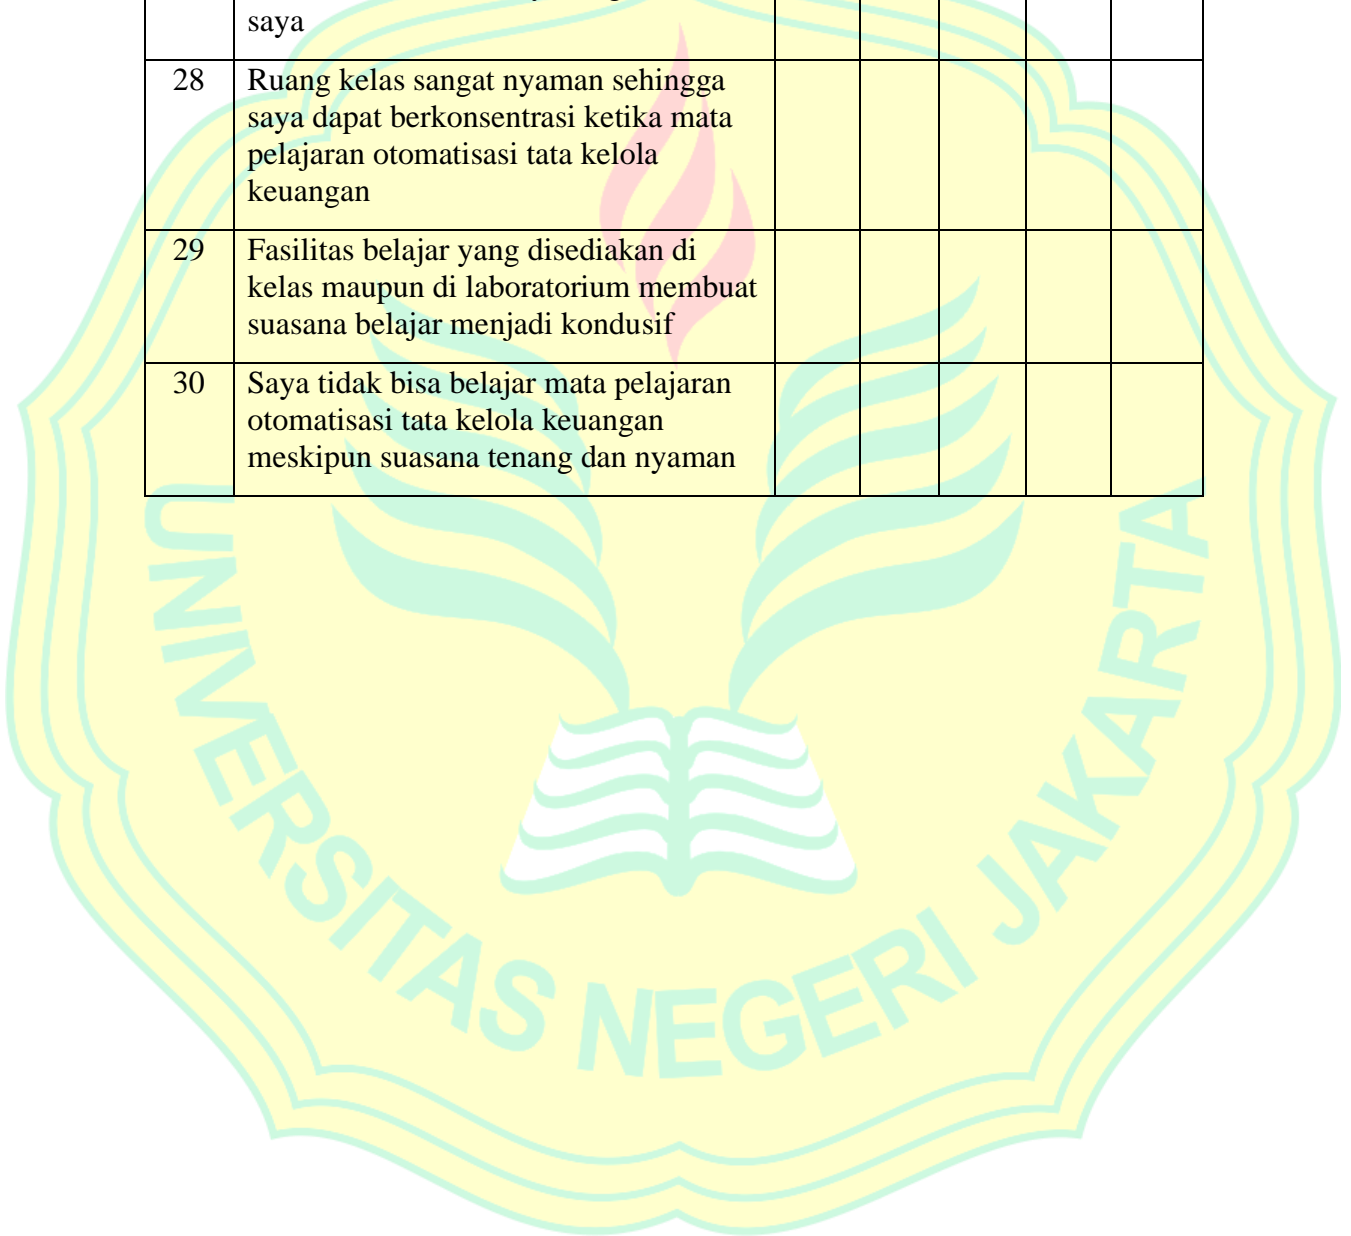 saya
28 Ruang kelas sangat nyaman sehingga
saya dapat berkonsentrasi ketika mata
pelajaran otomatisasi tata kelola
keuangan
29 Fasilitas belajar yang disediakan di
kelas maupun di laboratorium membuat
suasana belajar menjadi kondusif
30 Saya tidak bisa belajar mata pelajaran
otomatisasi tata kelola keuangan
meskipun suasana tenang dan nyaman
UNIVERSITAS NEGERI JAKARTA